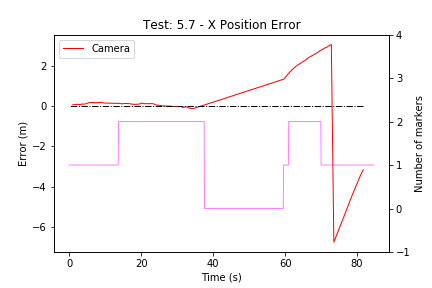 Test: 5.7 - X Position Error
Camera
Error (m)
2
0
−2
−4
−6
4
3
2
1
0
−1
Number of markers
0 20 40 60 80
Time (s)